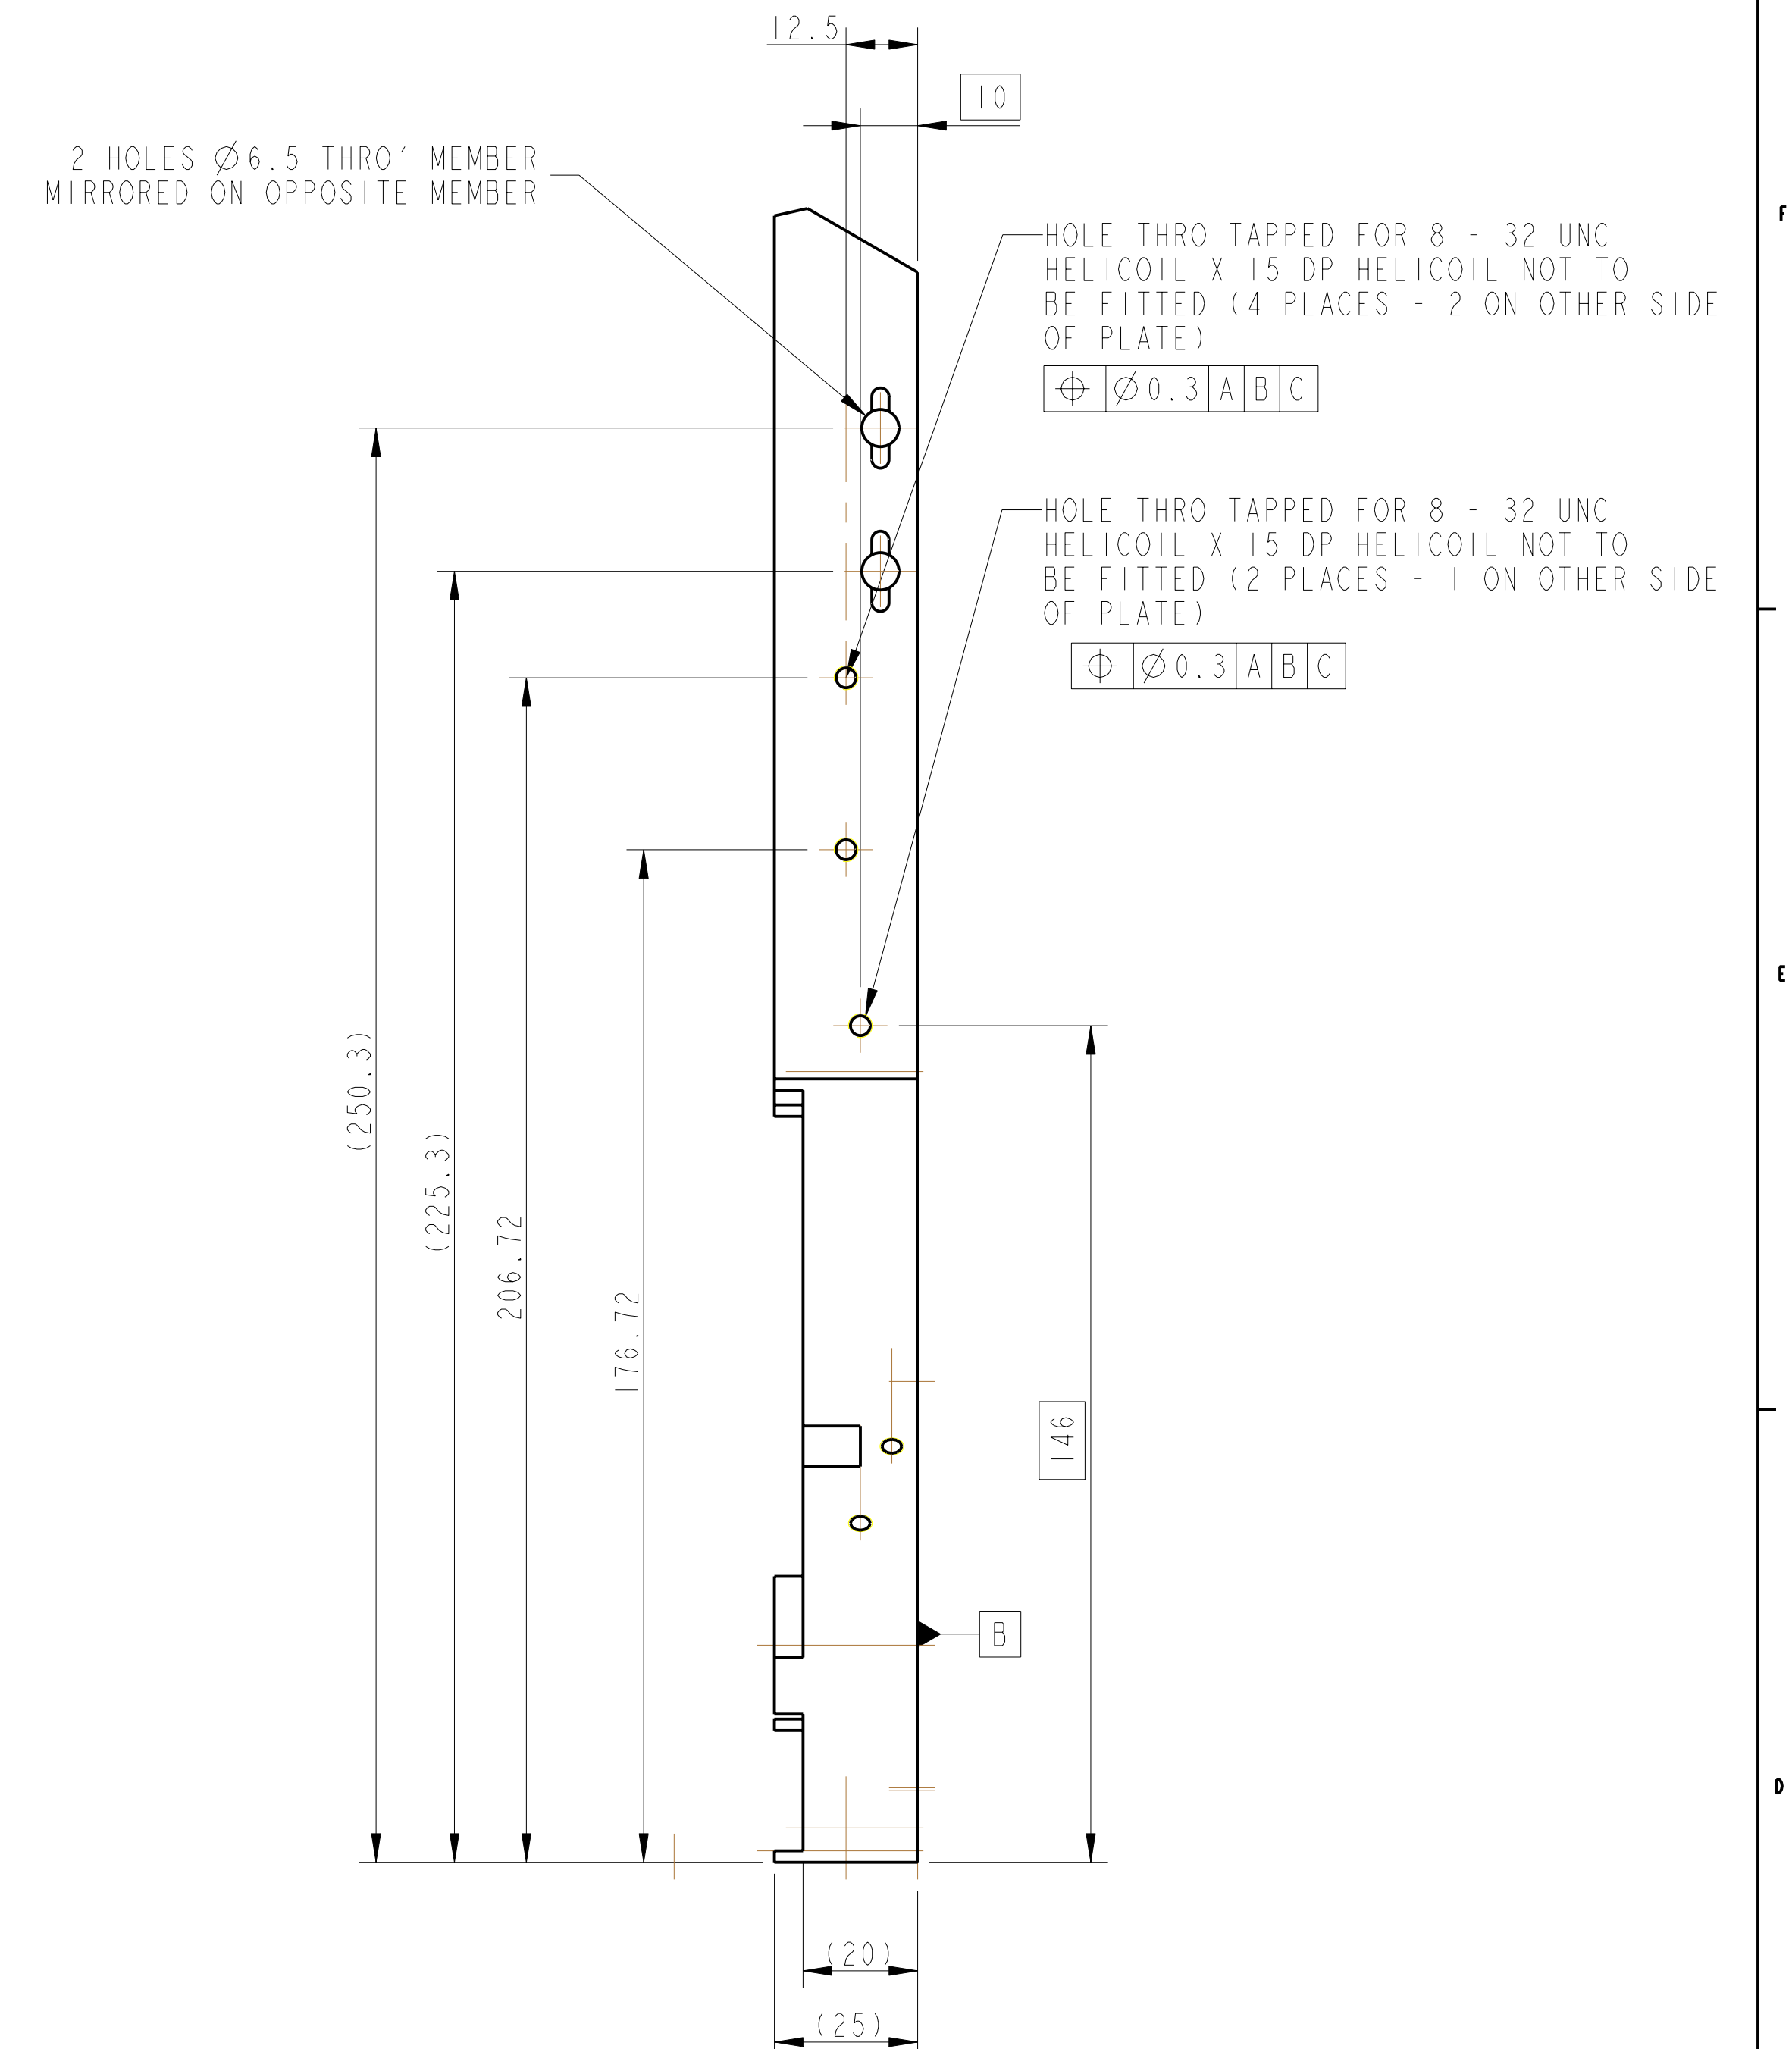 12.5
10
2 HOLES Ø6.5 THRO' MEMBER
MIRRORED ON OPPOSITE MEMBER
F
HOLE THRO TAPPED FOR 8 - 32 UNC
HELICOIL X 15 DP HELICOIL NOT TO
BE FITTED (4 PLACES - 2 ON OTHER SIDE
OF PLATE)
⌖ Ø0.3 A B C
HOLE THRO TAPPED FOR 8 - 32 UNC
HELICOIL X 15 DP HELICOIL NOT TO
BE FITTED (2 PLACES - 1 ON OTHER SIDE
OF PLATE)
⌖ Ø0.3 A B C
E
(250.3)
(225.3)
206.72
176.72
146
B
D
(20)
(25)